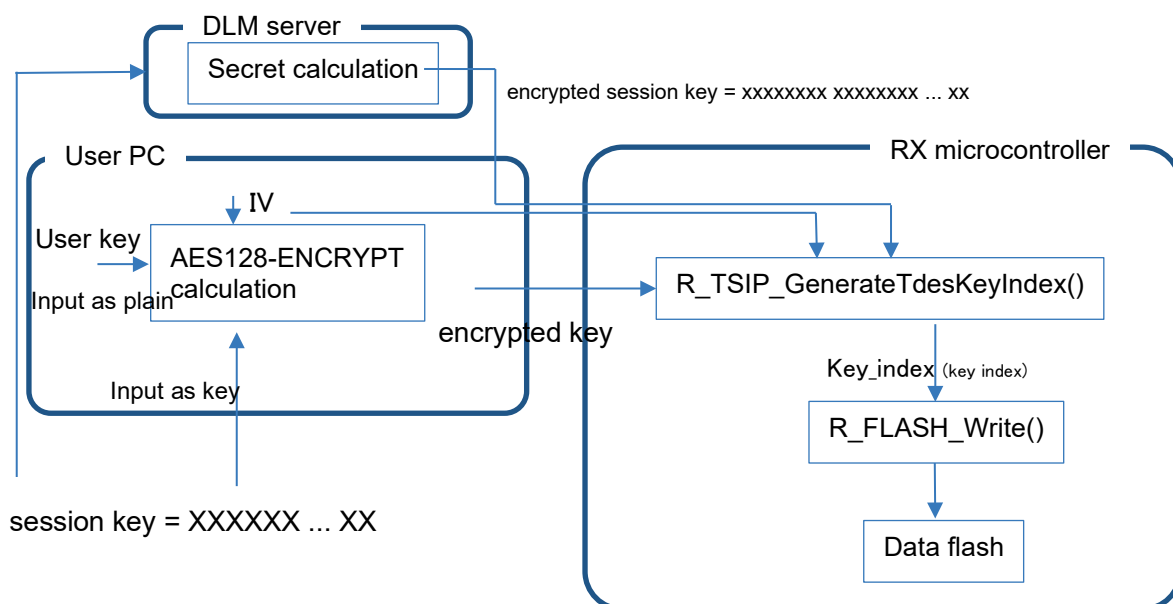 DLM server
Secret calculation
encrypted session key = xxxxxxxx xxxxxxxx ... xx
User PC
RX microcontroller
IV
User key
AES128-ENCRYPT
calculation
Input as plain
R_TSIP_GenerateTdesKeyIndex()
encrypted key
Input as key
Key_index (key index)
R_FLASH_Write()
session key = XXXXXX ... XX
Data flash